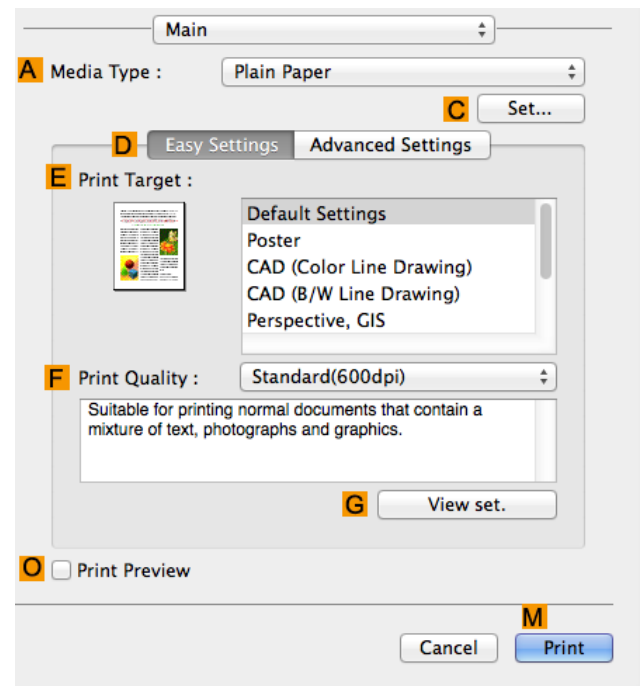 Main
A Media Type : Plain Paper
C Set...
D Easy Settings Advanced Settings
E Print Target :
Default Settings
Poster
CAD (Color Line Drawing)
CAD (B/W Line Drawing)
Perspective, GIS
F Print Quality : Standard(600dpi)
Suitable for printing normal documents that contain a
mixture of text, photographs and graphics.
G View set.
O Print Preview
M
Cancel Print